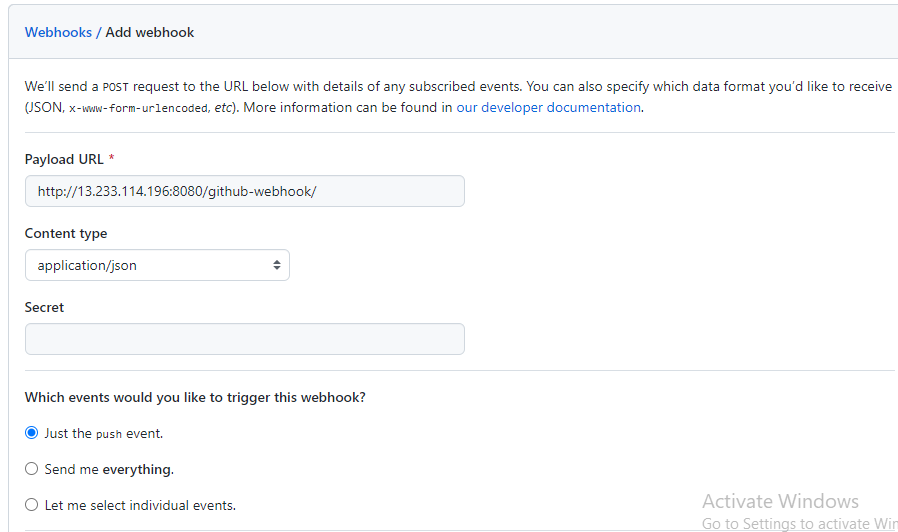 Webhooks / Add webhook
We'll send a POST request to the URL below with details of any subscribed events. You can also specify which data format you'd like to receive
(JSON, x-www-form-urlencoded, etc). More information can be found in our developer documentation.
Payload URL *
http://13.233.114.196:8080/github-webhook/
Content type
application/json
Secret
Which events would you like to trigger this webhook?
Just the push event.
Send me everything.
Let me select individual events.
Activate Windows
Go to Settings to activate